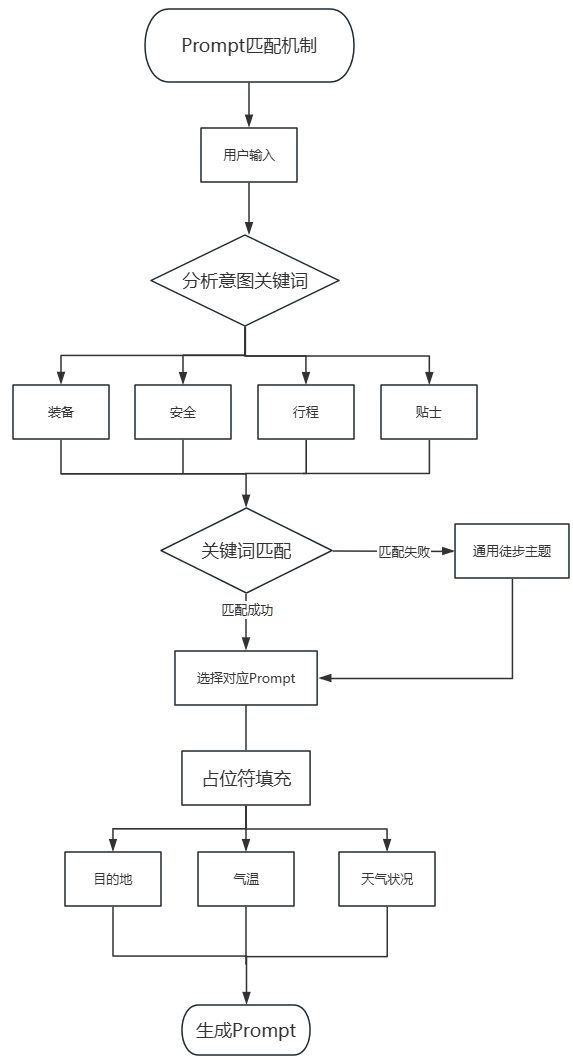 Prompt匹配机制
用户输入
分析意图关键词
装备
安全
行程
贴士
关键词匹配
匹配失败
通用徒步主题
匹配成功
选择对应Prompt
占位符填充
目的地
气温
天气状况
生成Prompt